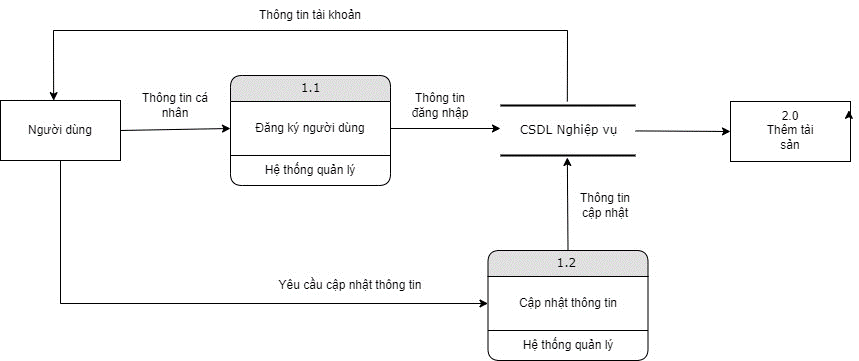 Thông tin tài khoản
1.1
Thông tin cá
nhân
Thông tin
đăng nhập
Người dùng
Đăng ký người dùng
CSDL Nghiệp vụ
2.0
Thêm tài
sản
Hệ thống quản lý
Thông tin
cập nhật
1.2
Yêu cầu cập nhật thông tin
Cập nhật thông tin
Hệ thống quản lý